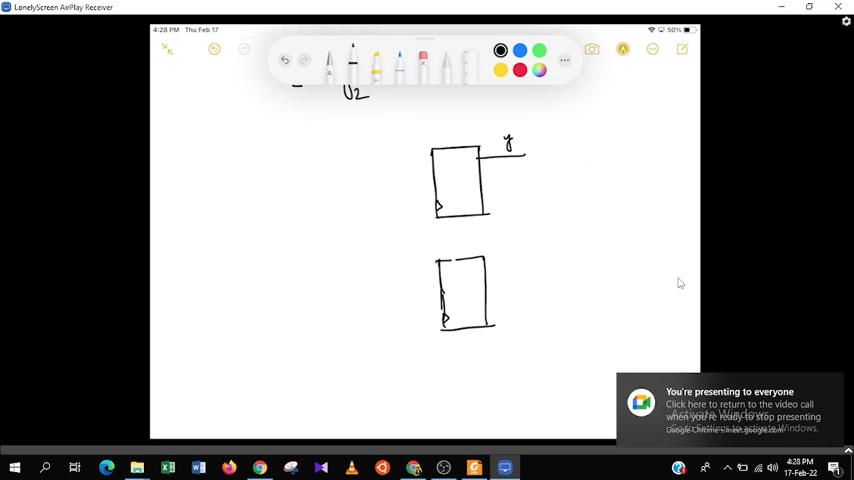 LonelyScreen AirPlay Receiver
4:28 PM Thu Feb 17
50%
A
U2
y
You're presenting to everyone
Click here to return to the video call
when you're ready to stop presenting
Google Chrome • meet.google.com
Activate Windows
Go to Settings to activate Windows.
4:28 PM
17-Feb-22
1